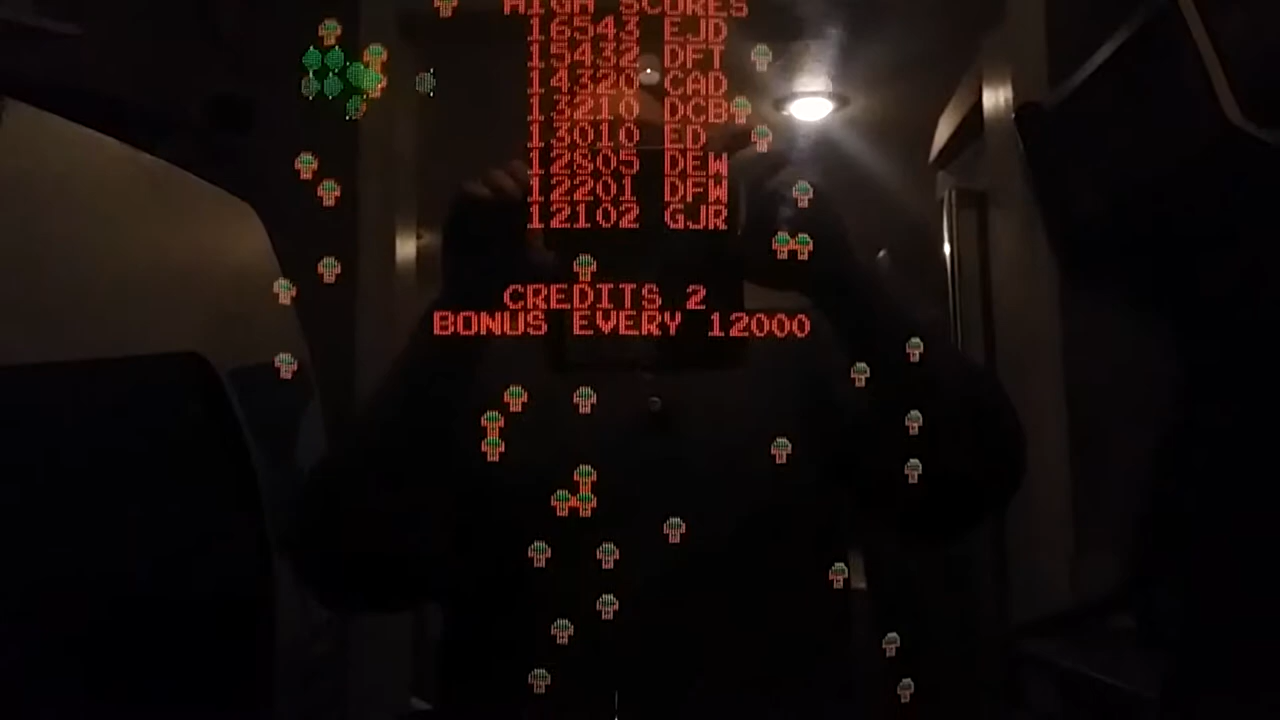 HIGH SCORES
16543 EJD
15432 DFT
14320 CAD
13210 DCB
13010 ED
12805 DEW
12201 DFW
12102 GJR
CREDITS 2
BONUS EVERY 12000